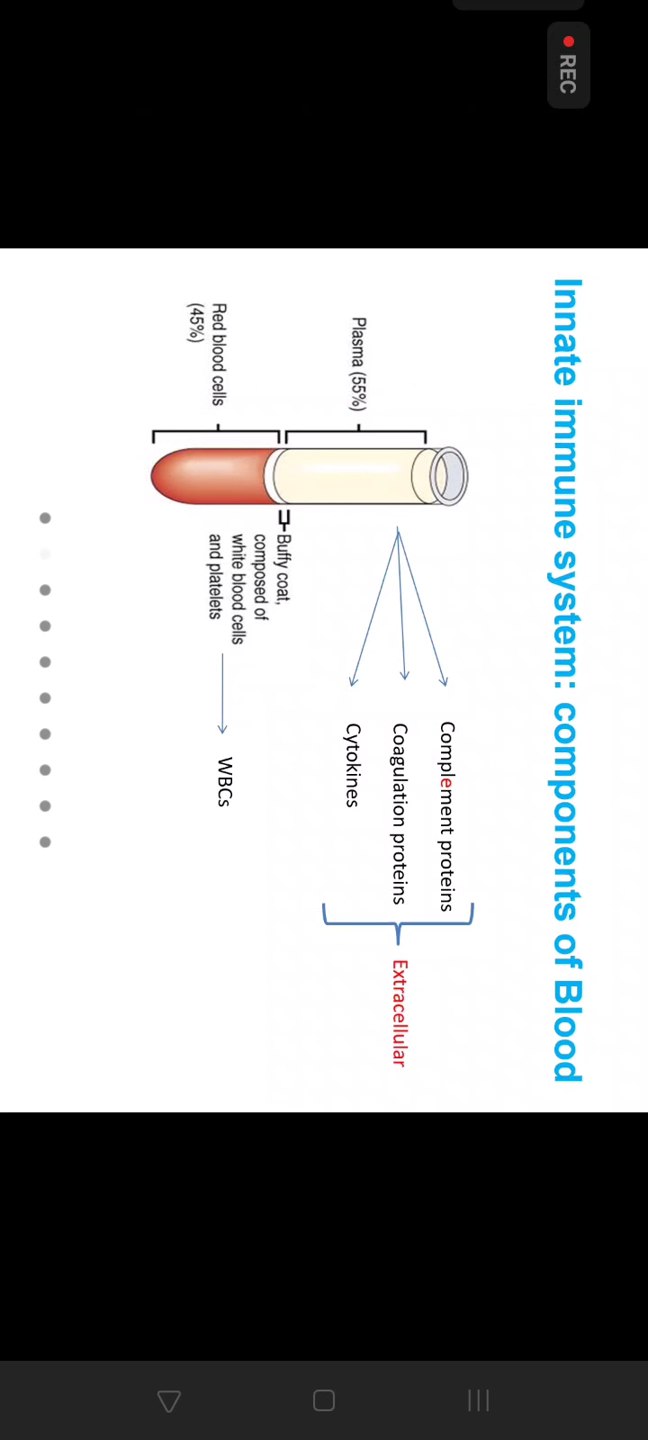 REC
Innate immune system: components of Blood
Plasma (55%)
Red blood cells
(45%)
Buffy coat,
composed of
white blood cells
and platelets
Complement proteins
Coagulation proteins
Cytokines
Extracellular
WBCs